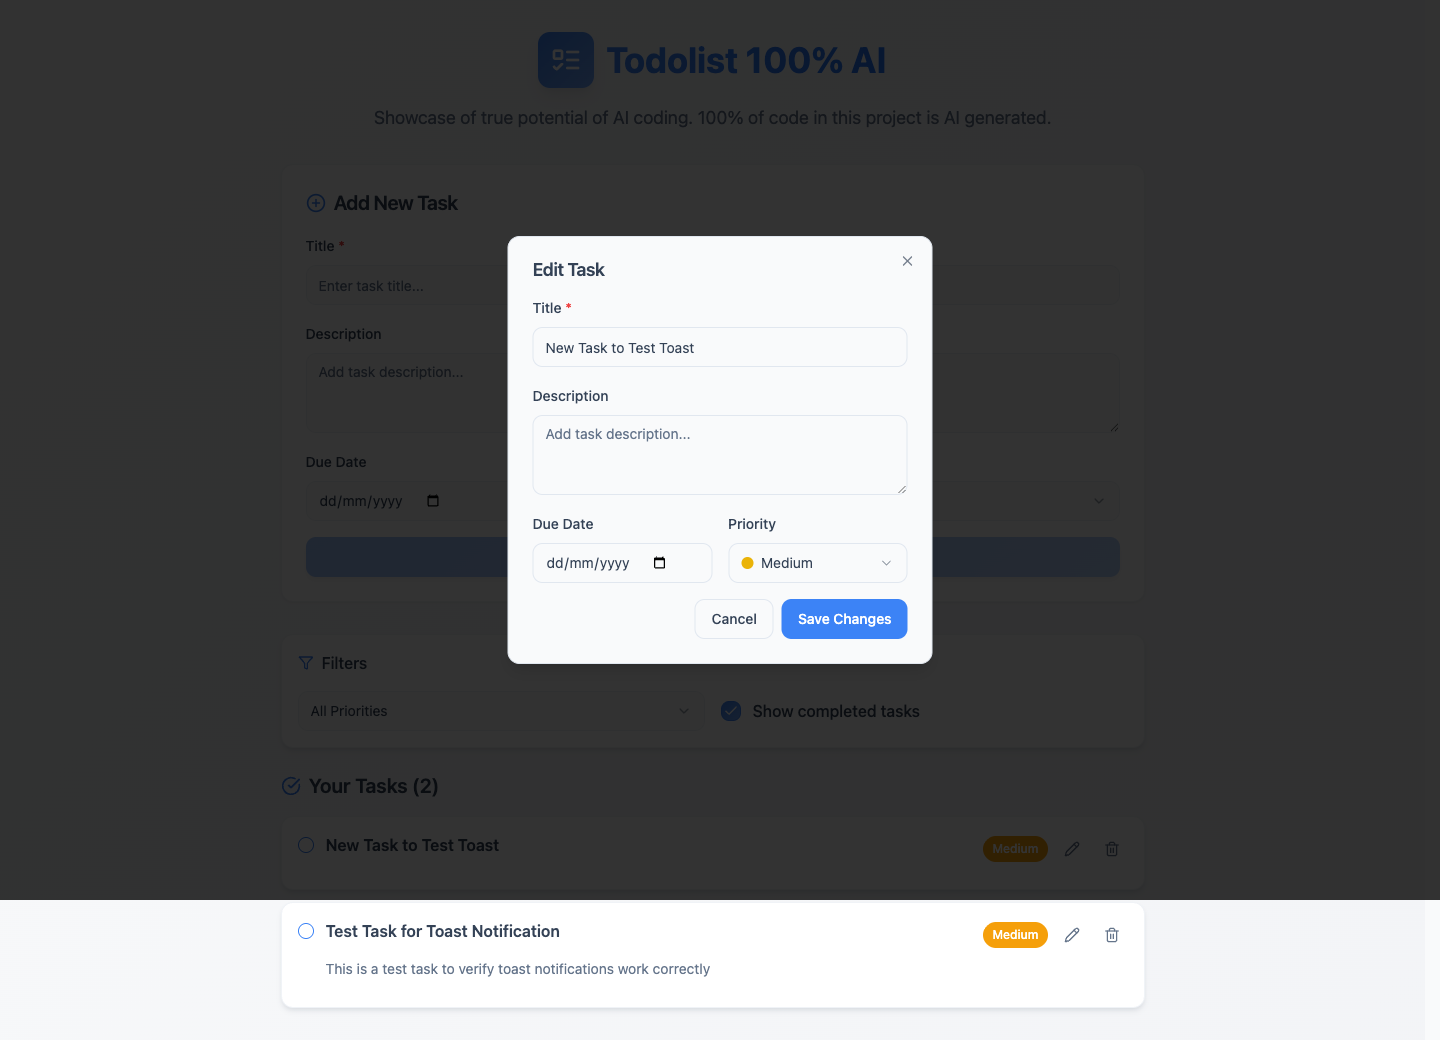 Todolist 100% AI
Showcase of true potential of AI coding. 100% of code in this project is AI generated.
Add New Task
Title *
Enter task title...
Description
Add task description...
Due Date
dd/mm/yyyy
Edit Task
Title *
New Task to Test Toast
Description
Add task description...
Due Date Priority
dd/mm/yyyy Medium
Cancel Save Changes
Filters
All Priorities Show completed tasks
Your Tasks (2)
New Task to Test Toast Medium
Test Task for Toast Notification Medium
This is a test task to verify toast notifications work correctly